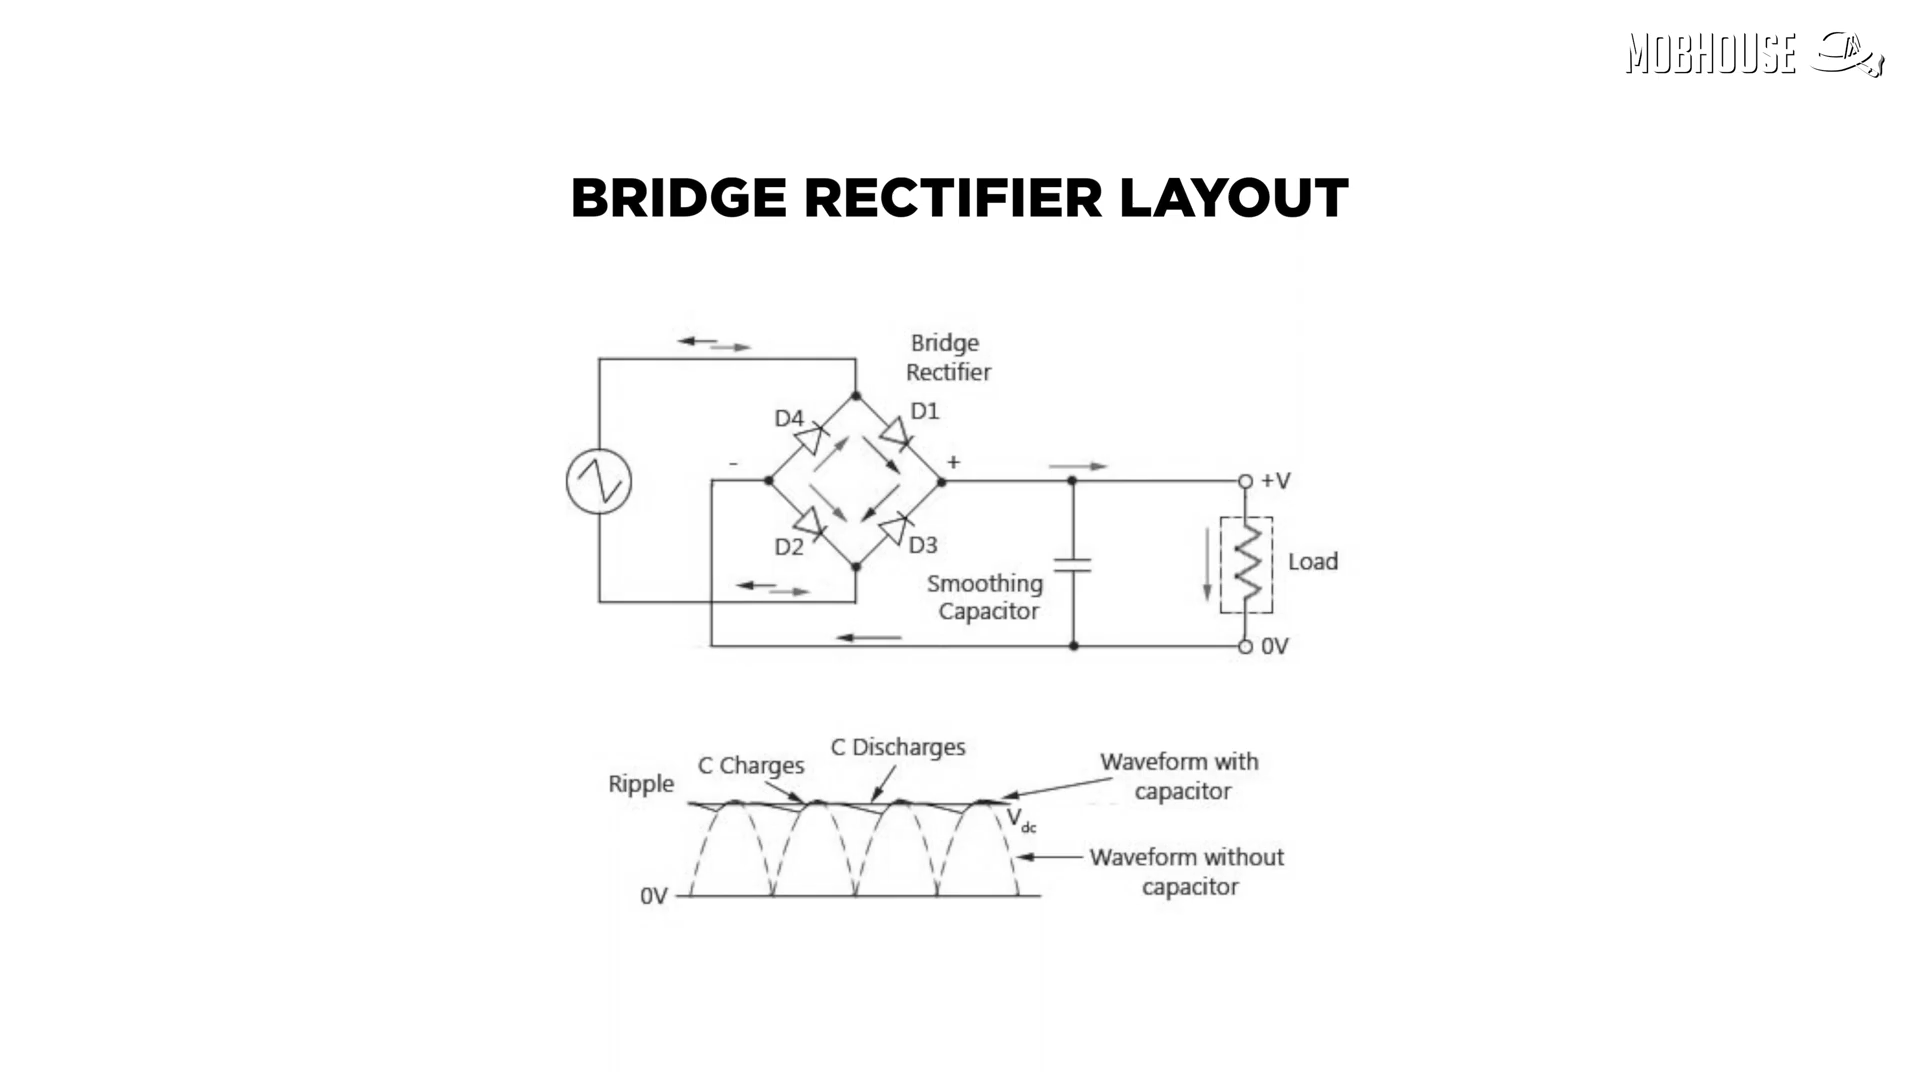 MOBHOUSE
BRIDGE RECTIFIER LAYOUT
Bridge
Rectifier
D4
D1
-
+
+V
D2
D3
Load
Smoothing
Capacitor
0V
C Discharges
C Charges
Ripple
Waveform with
capacitor
Vdc
Waveform without
capacitor
0V